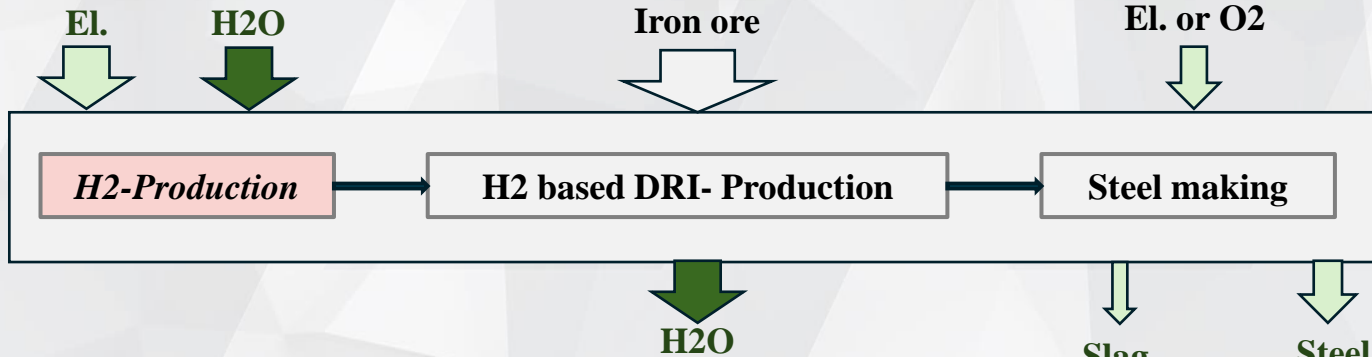 El.
H2O
Iron ore
El. or O2
H2-Production
H2 based DRI- Production
Steel making
H2O
Slag
Steel